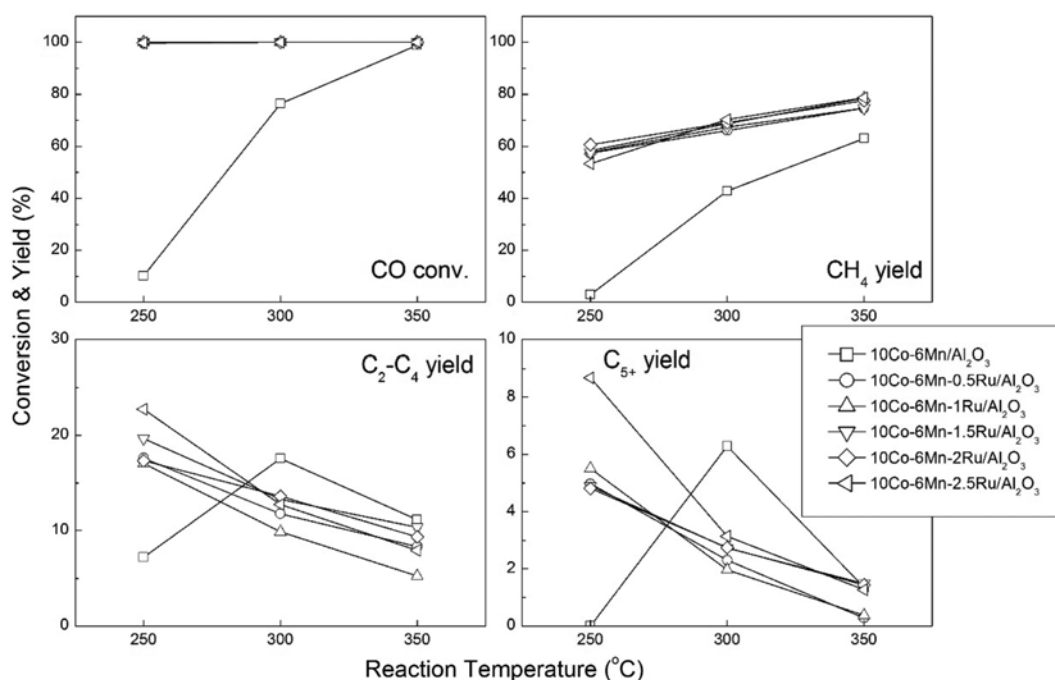 Conversion & Yield (%)
100
80
60
40
20
0
250
300
350
CO conv.
100
80
60
40
20
0
250
300
350
CH₄ yield
30
20
10
0
250
300
350
C₂-C₄ yield
10
8
6
4
2
0
250
300
350
C₅₊ yield
10Co-6Mn/Al₂O₃
10Co-6Mn-0.5Ru/Al₂O₃
10Co-6Mn-1Ru/Al₂O₃
10Co-6Mn-1.5Ru/Al₂O₃
10Co-6Mn-2Ru/Al₂O₃
10Co-6Mn-2.5Ru/Al₂O₃
Reaction Temperature (°C)